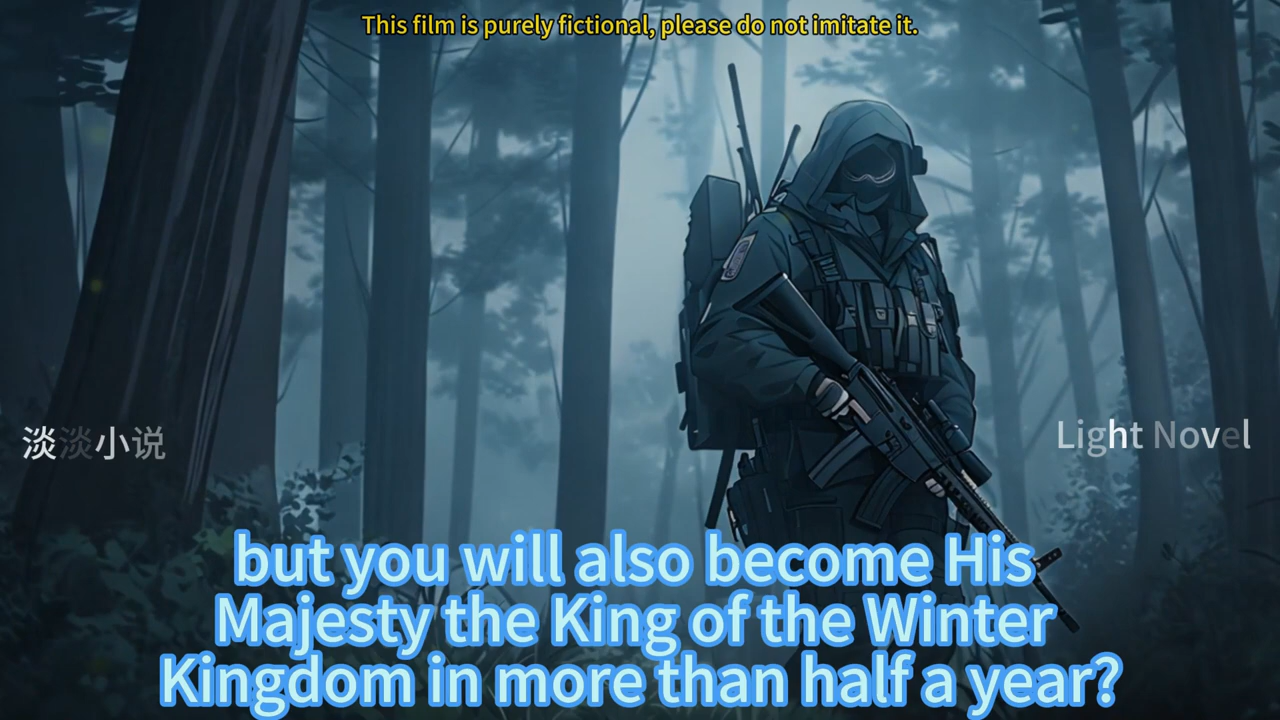 This film is purely fictional, please do not imitate it.
淡淡小说
Light Novel
but you will also become His
Majesty the King of the Winter
Kingdom in more than half a year?